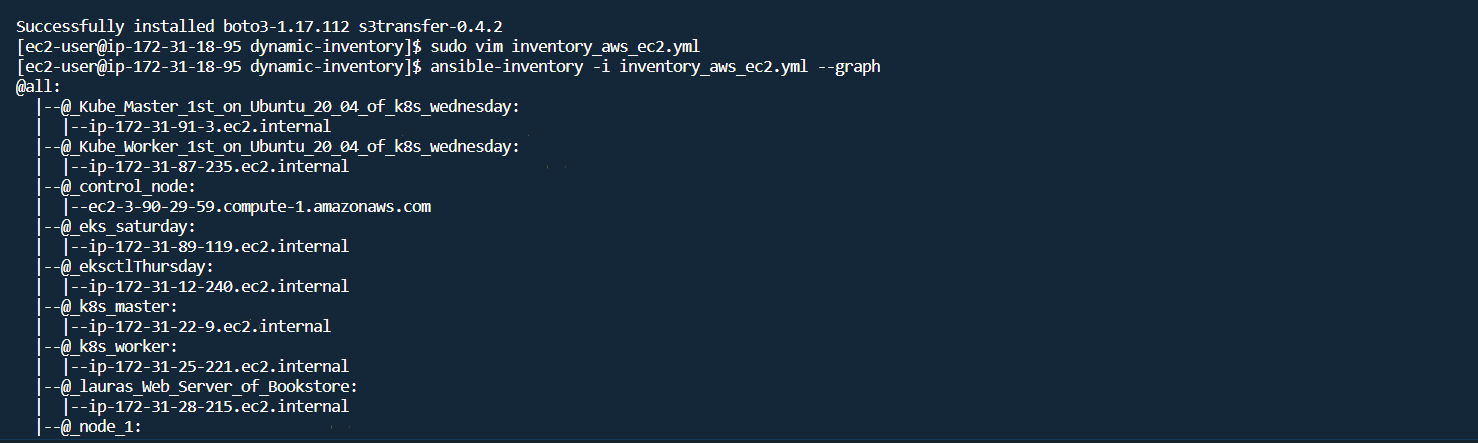 Successfully installed boto3-1.17.112 s3transfer-0.4.2
[ec2-user@ip-172-31-18-95 dynamic-inventory]$ sudo vim inventory_aws_ec2.yml
[ec2-user@ip-172-31-18-95 dynamic-inventory]$ ansible-inventory -i inventory_aws_ec2.yml --graph
@all:
  |--@_Kube_Master_1st_on_Ubuntu_20_04_of_k8s_wednesday:
  |  |--ip-172-31-91-3.ec2.internal
  |--@_Kube_Worker_1st_on_Ubuntu_20_04_of_k8s_wednesday:
  |  |--ip-172-31-87-235.ec2.internal
  |--@_control_node:
  |  |--ec2-3-90-29-59.compute-1.amazonaws.com
  |--@_eks_saturday:
  |  |--ip-172-31-89-119.ec2.internal
  |--@_eksctlThursday:
  |  |--ip-172-31-12-240.ec2.internal
  |--@_k8s_master:
  |  |--ip-172-31-22-9.ec2.internal
  |--@_k8s_worker:
  |  |--ip-172-31-25-221.ec2.internal
  |--@_lauras_Web_Server_of_Bookstore:
  |  |--ip-172-31-28-215.ec2.internal
  |--@_node_1: